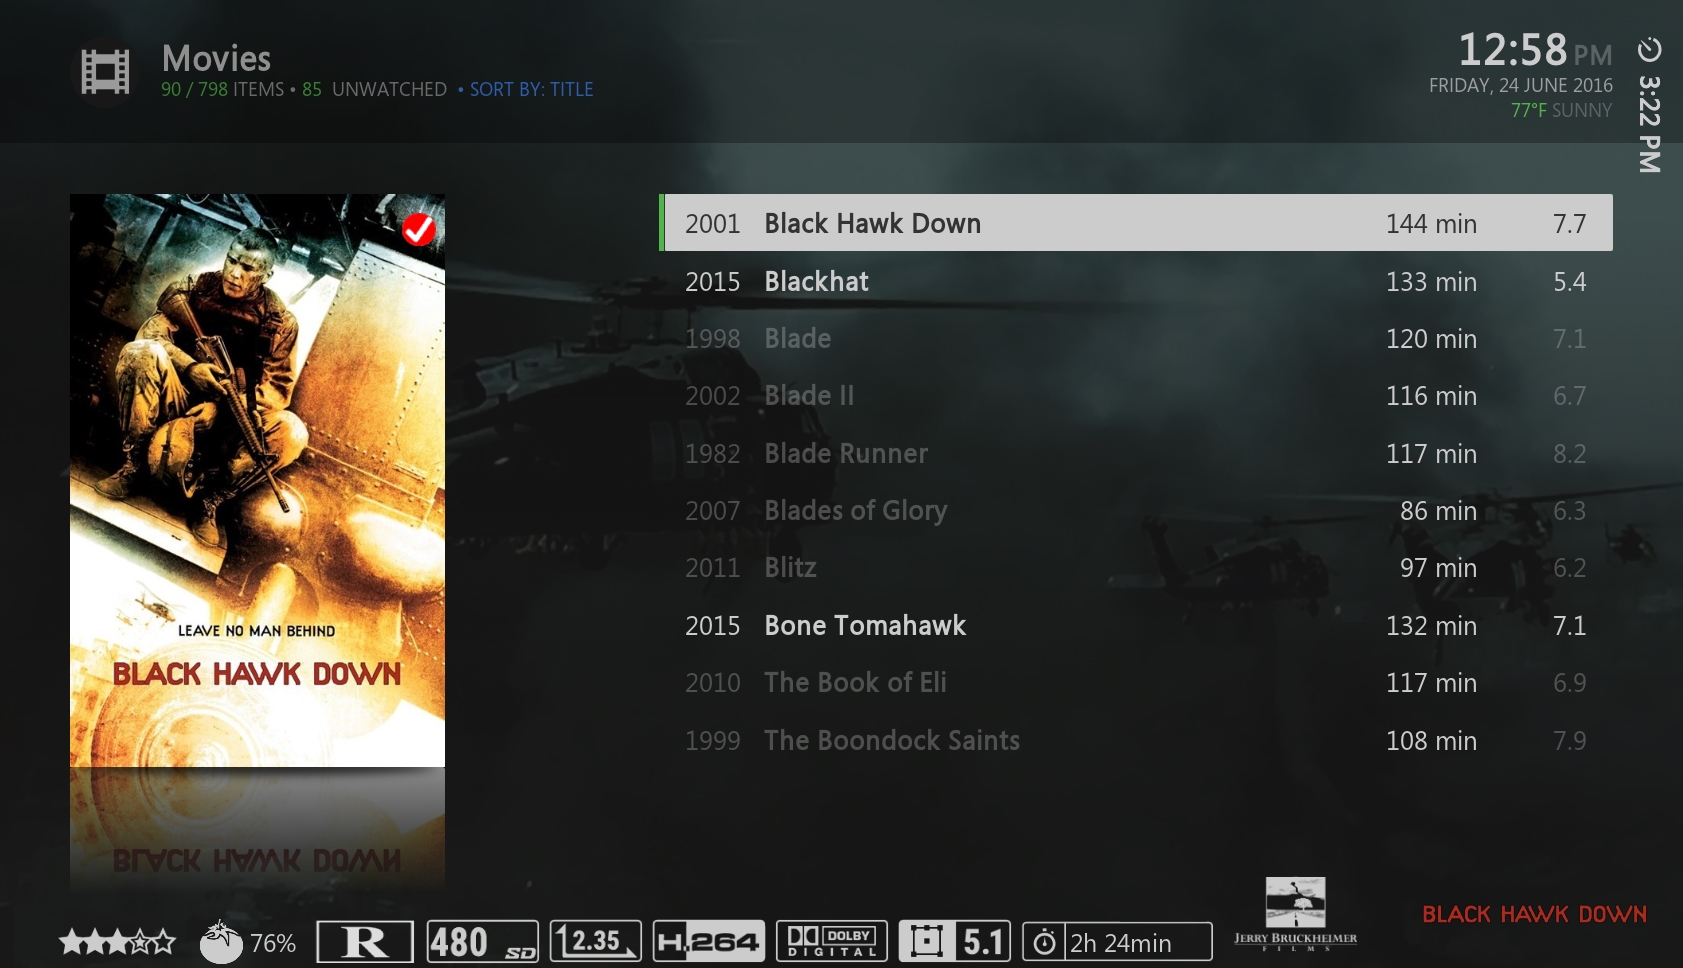 Movies
90 / 798 ITEMS • 85 UNWATCHED • SORT BY: TITLE
12:58 PM
FRIDAY, 24 JUNE 2016
77°F SUNNY
3:22 PM
2001 Black Hawk Down 144 min 7.7
2015 Blackhat 133 min 5.4
1998 Blade 120 min 7.1
2002 Blade II 116 min 6.7
1982 Blade Runner 117 min 8.2
2007 Blades of Glory 86 min 6.3
2011 Blitz 97 min 6.2
2015 Bone Tomahawk 132 min 7.1
2010 The Book of Eli 117 min 6.9
1999 The Boondock Saints 108 min 7.9
LEAVE NO MAN BEHIND
BLACK HAWK DOWN
BLACK HAWK DOWN
76% R 480 SD 2.35 H.264 DOLBY DIGITAL 5.1 2h 24min
JERRY BRUCKHEIMER
FILMS
BLACK HAWK DOWN